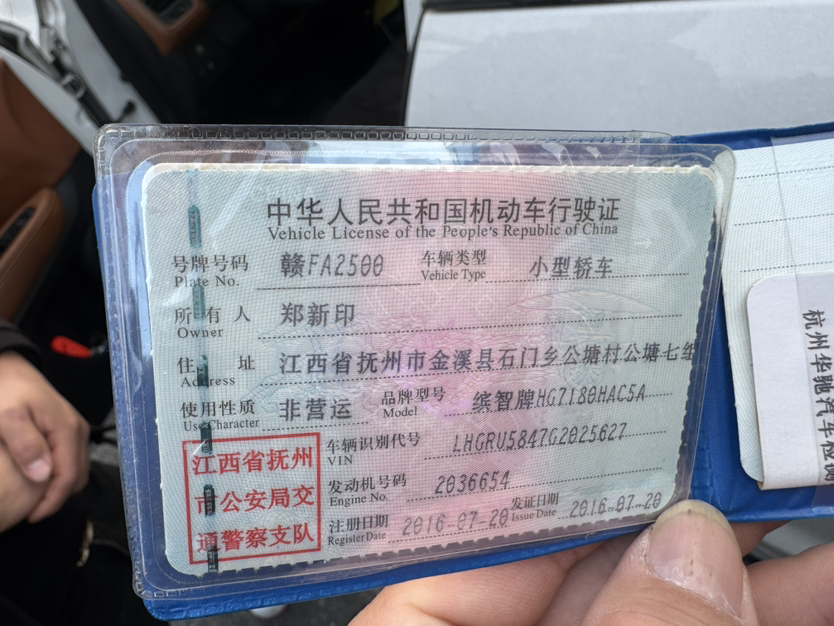 中华人民共和国机动车行驶证
Vehicle License of the People's Republic of China
号牌号码 赣FA2500 车辆类型 小型轿车
Plate No. Vehicle Type
所有人 郑新印
Owner
住址 江西省抚州市金溪县石门乡公塘村公塘七组
Address
使用性质 非营运 品牌型号 缤智牌HG7180HAC5A
Use Character Model
江西省抚州
市公安局交
通警察支队
车辆识别代号 LHGRU5847G2025627
VIN
发动机号码 2036654
Engine No.
注册日期 2016-07-20 发证日期 2016-07-20
Register Date Issue Date
杭州华